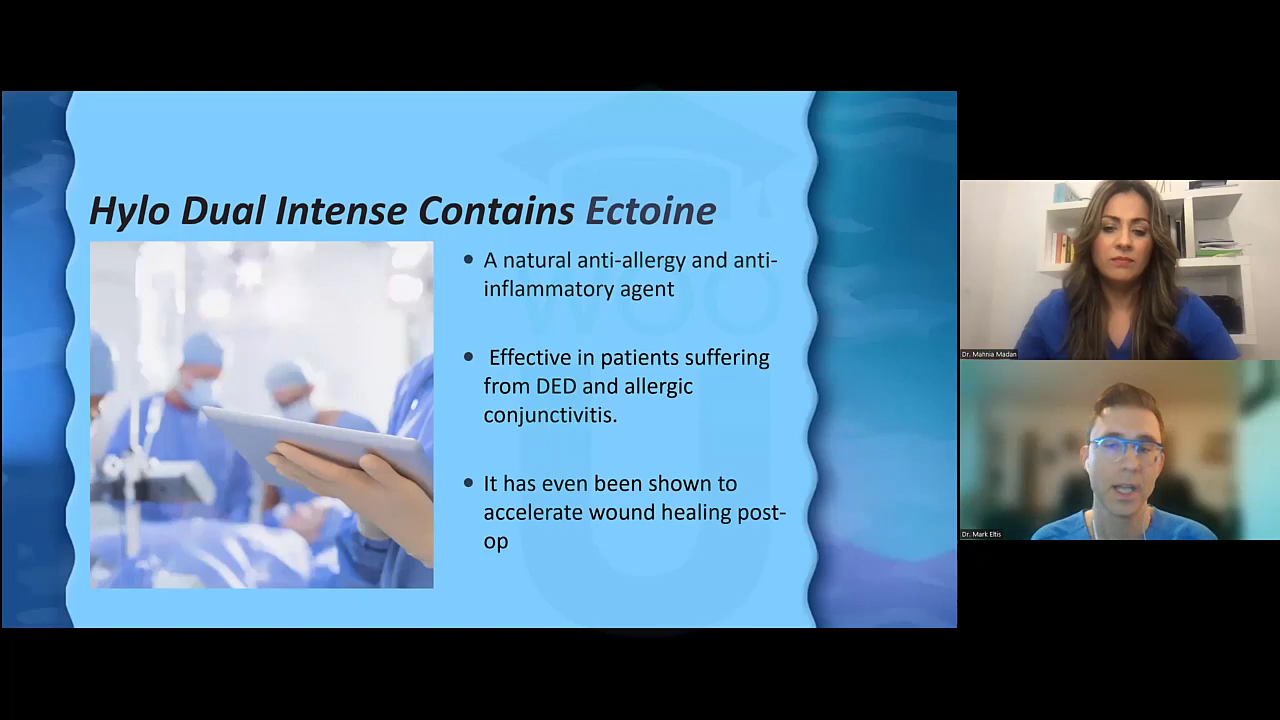 Hylo Dual Intense Contains Ectoine
A natural anti-allergy and anti-
inflammatory agent
Effective in patients suffering
from DED and allergic
conjunctivitis.
It has even been shown to
accelerate wound healing post-
op
WOO
U
Dr. Mahnia Madan
Dr. Mark Eltis